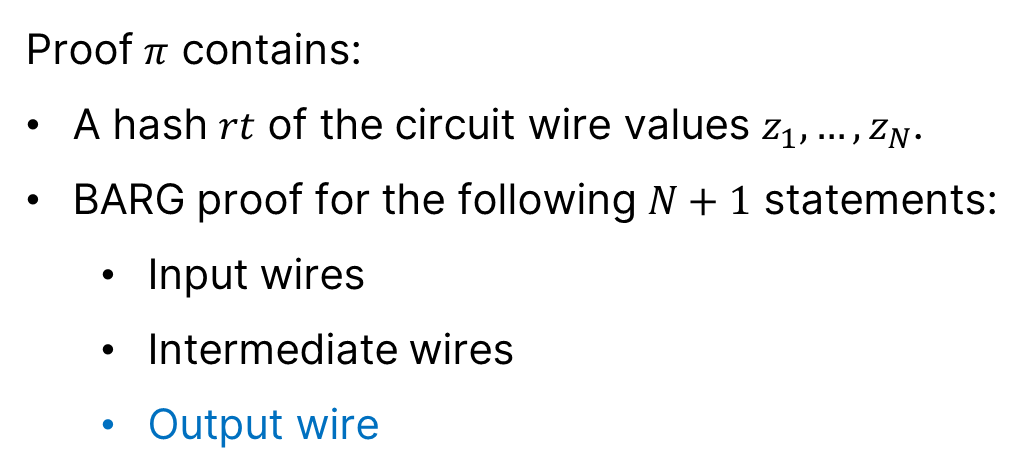 Proof 𝜋 contains:
• A hash 𝑟𝑡 of the circuit wire values 𝑧₁, … , 𝑧_𝑁.
• BARG proof for the following 𝑁 + 1 statements:
• Input wires
• Intermediate wires
• Output wire